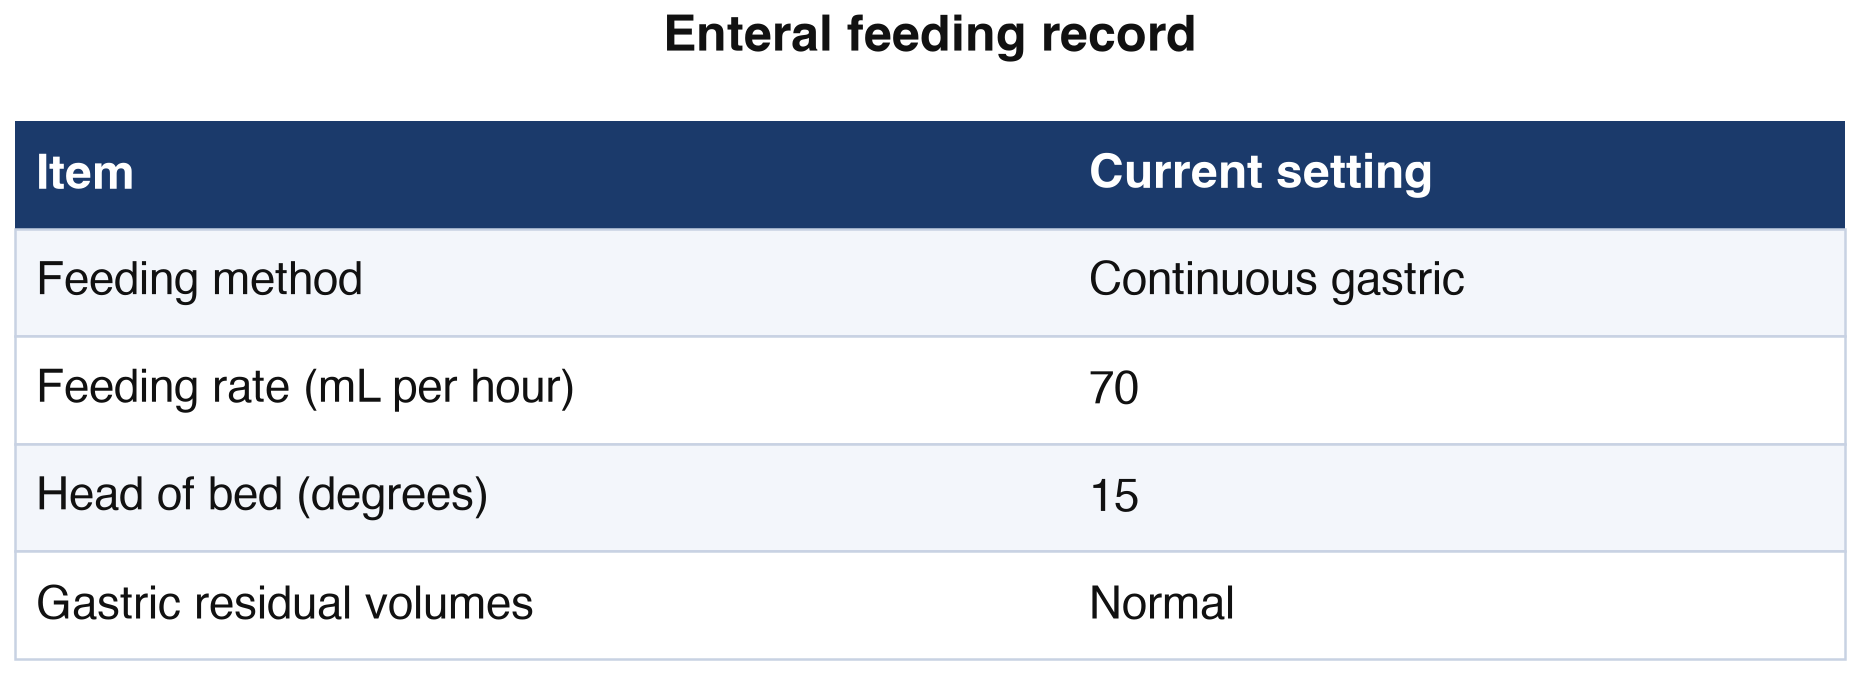 Enteral feeding record
Item Current setting
Feeding method Continuous gastric
Feeding rate (mL per hour) 70
Head of bed (degrees) 15
Gastric residual volumes Normal